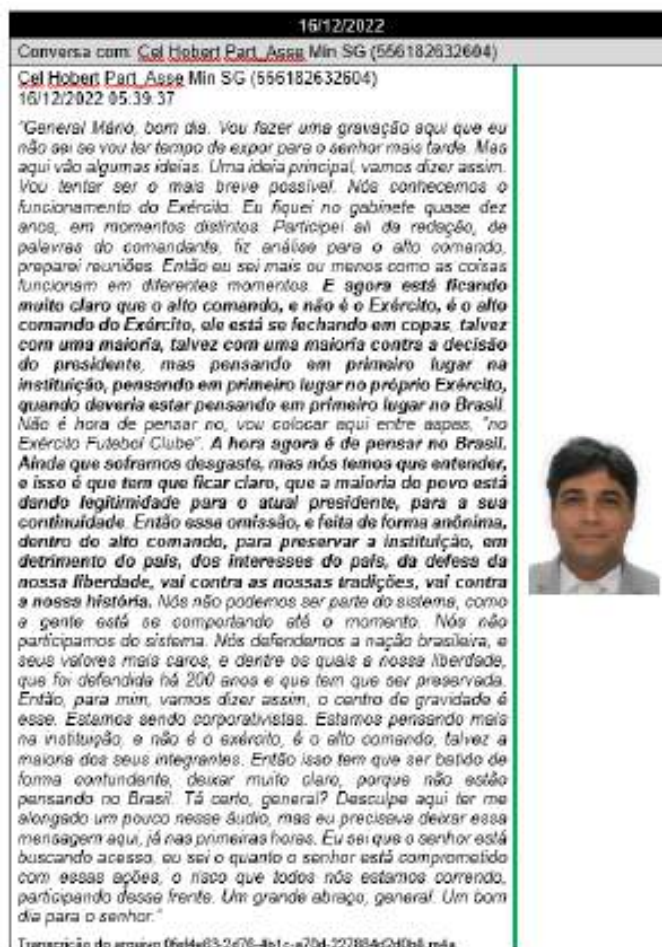 16/12/2022
Conversa com: Cel Hobert Part_Asse Min SG (556182632604)
Cel Hobert Part_Asse Min SG (556182632604)
16/12/2022 05:39:37
"General Mário, bom dia. Vou fazer uma gravação aqui que eu
não sei se vou ter tempo de expor para o senhor mais tarde. Mas
aqui vão algumas ideias. Uma ideia principal, vamos dizer assim.
Vou tentar ser o mais breve possível. Nós conhecemos o
funcionamento do Exército. Eu fiquei no gabinete quase dez
anos, em momentos distintos. Participei ali da redação, de
palavras do comandante, fiz análise para o alto comando,
preparei reuniões. Então eu sei mais ou menos como as coisas
funcionam em diferentes momentos. E agora está ficando
muito claro que o alto comando, e não é o Exército, é o alto
comando do Exército, ele está se fechando em copas, talvez
com uma maioria, talvez com uma maioria contra a decisão
do presidente, mas pensando em primeiro lugar na
instituição, pensando em primeiro lugar no próprio Exército,
quando deveria estar pensando em primeiro lugar no Brasil.
Não é hora de pensar no, vou colocar aqui entre aspas, "no
Exército Futebol Clube". A hora agora é de pensar no Brasil.
Ainda que soframos desgaste, mas nós temos que entender,
e isso é que tem que ficar claro, que a maioria do povo está
dando legitimidade para o atual presidente, para a sua
continuidade. Então essa omissão, e feita de forma anônima,
dentro do alto comando, para preservar a instituição, em
detrimento do país, dos interesses do país, da defesa da
nossa liberdade, vai contra as nossas tradições, vai contra
a nossa história. Nós não podemos ser parte do sistema, como
a gente está se comportando até o momento. Nós não
participamos do sistema. Nós defendemos a nação brasileira, e
seus valores mais caros, e dentre os quais a nossa liberdade,
que foi defendida há 200 anos e que tem que ser preservada.
Então, para mim, vamos dizer assim, o centro de gravidade é
esse. Estamos sendo corporativistas. Estamos pensando mais
na instituição, e não é o exército, é o alto comando, talvez a
maioria dos seus integrantes. Então isso tem que ser batido de
forma contundente, deixar muito claro, porque não estão
pensando no Brasil. Tá certo, general? Desculpe aqui ter me
alongado um pouco nesse áudio, mas eu precisava deixar essa
mensagem aqui, já nas primeiras horas. Eu sei que o senhor está
buscando acesso, eu sei o quanto o senhor está comprometido
com essas ações, o risco que todos nós estamos correndo,
participando dessa frente. Um grande abraço, general. Um bom
dia para o senhor."
Transcrição do arquivo